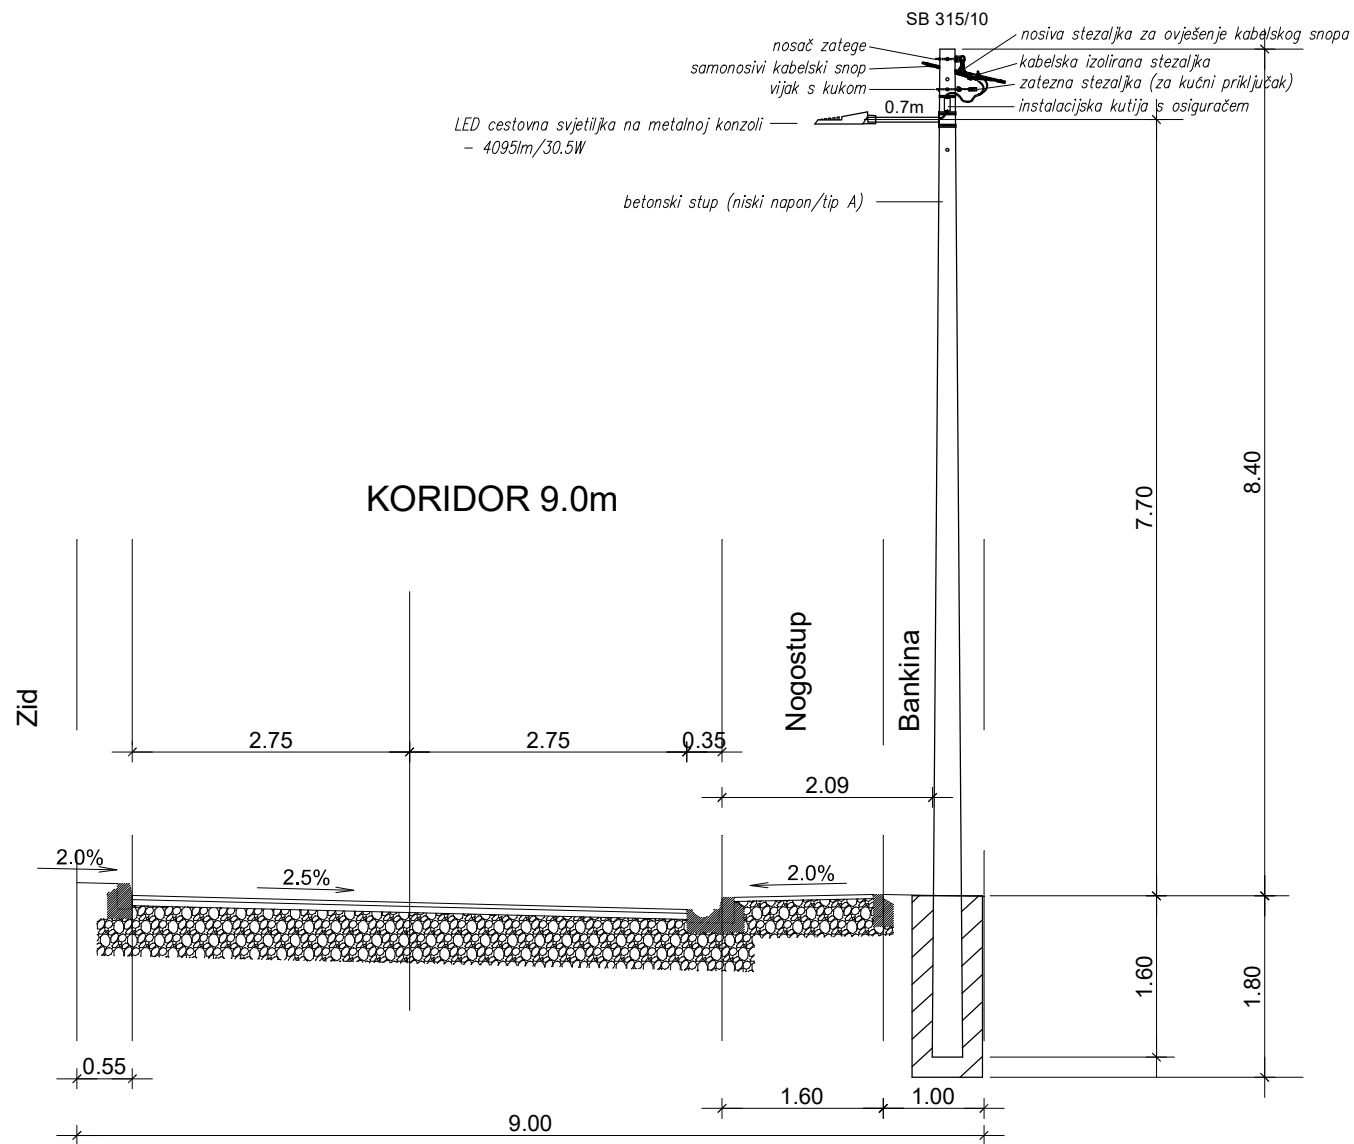 SB 315/10
nosač zatege
nosiva stezaljka za ovješenje kabelskog snopa
samonosivi kabelski snop
kabelska izolirana stezaljka
vijak s kukom
zatezna stezaljka (za kućni priključak)
0.7m
instalacijska kutija s osiguračem
LED cestovna svjetiljka na metalnoj konzoli
- 4095lm/30.5W
betonski stup (niski napon/tip A)
8.40
7.70
KORIDOR 9.0m
Zid
Nogostup
Bankina
2.75
2.75
0.35
2.09
2.0%
2.5%
2.0%
1.60
1.80
0.55
1.60
1.00
9.00